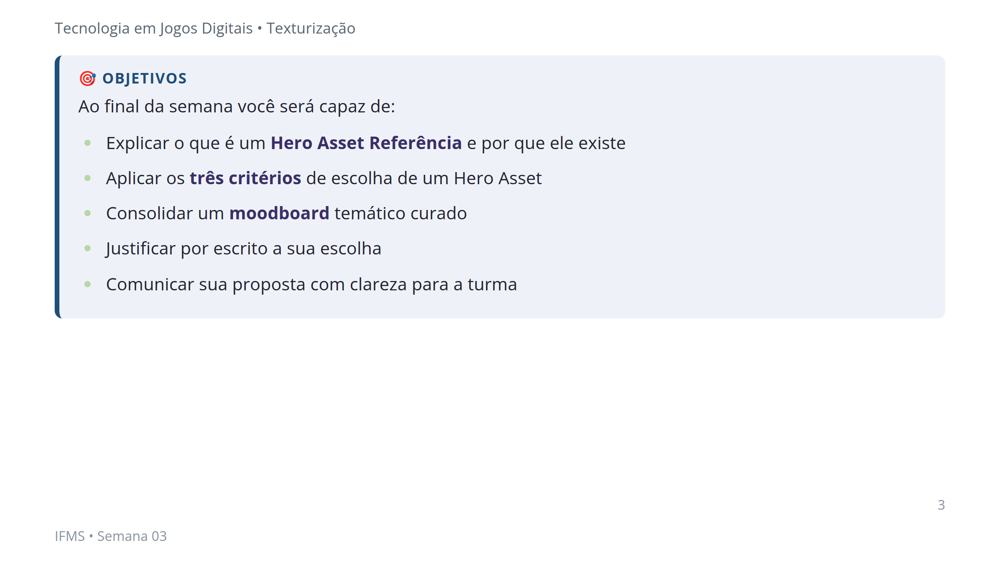 Tecnologia em Jogos Digitais • Texturização
🎯 OBJETIVOS
Ao final da semana você será capaz de:
• Explicar o que é um Hero Asset Referência e por que ele existe
• Aplicar os três critérios de escolha de um Hero Asset
• Consolidar um moodboard temático curado
• Justificar por escrito a sua escolha
• Comunicar sua proposta com clareza para a turma
3
IFMS • Semana 03